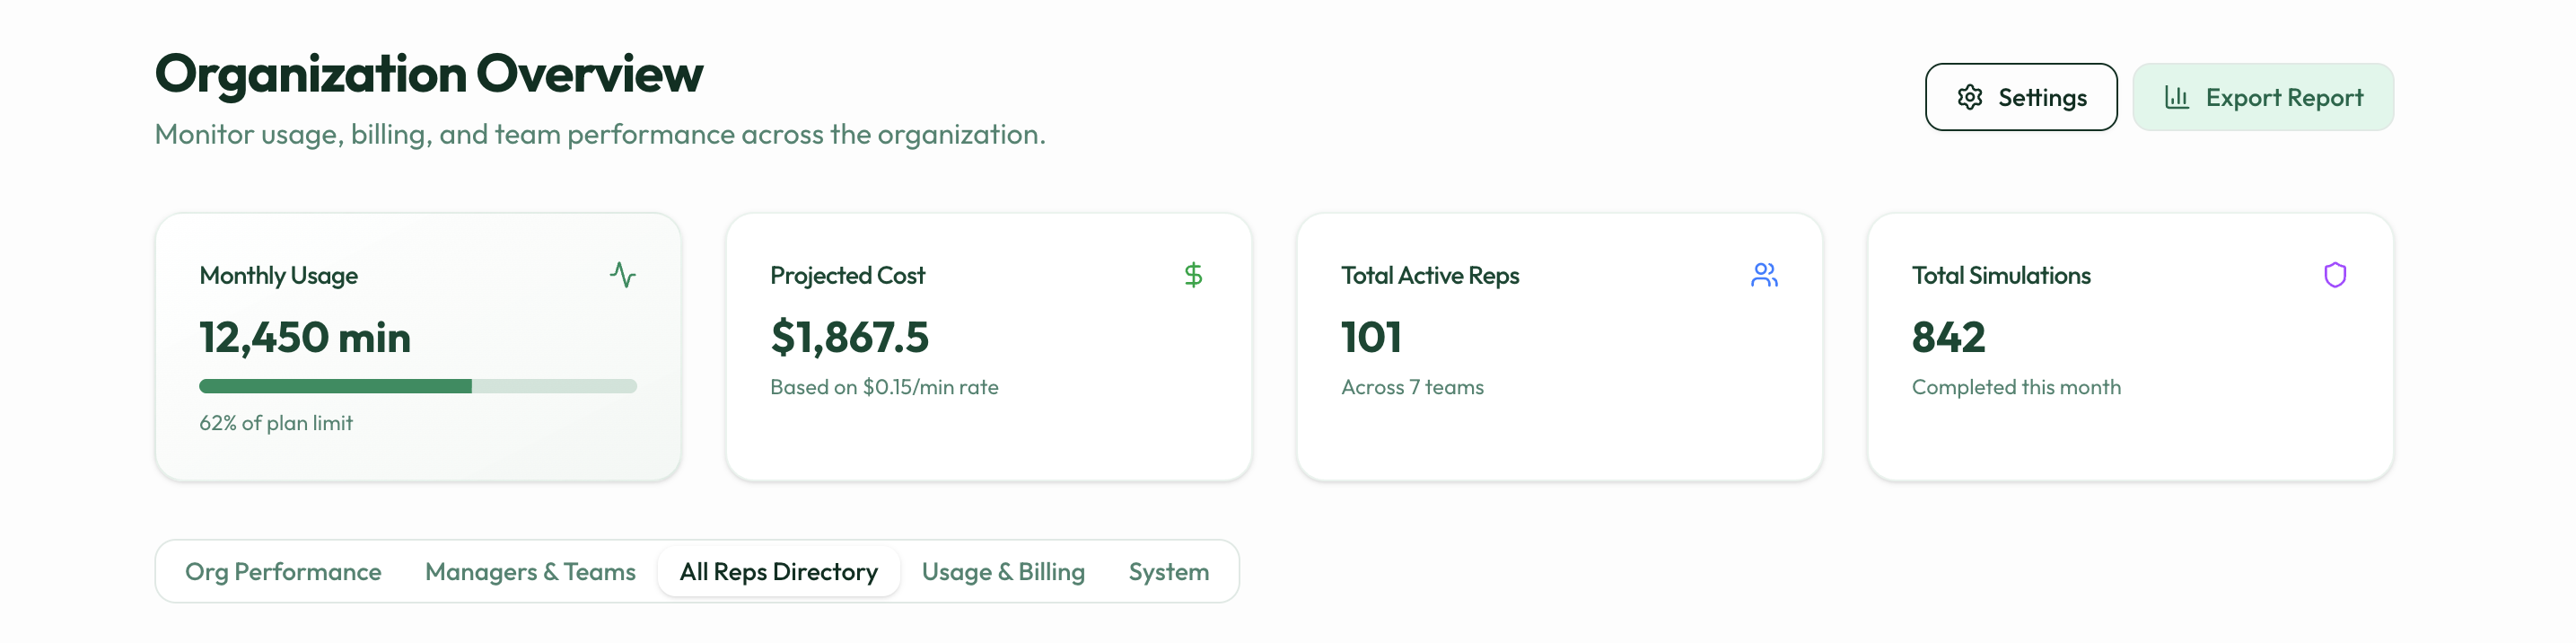 Organization Overview
Monitor usage, billing, and team performance across the organization.
Settings
Export Report
Monthly Usage
12,450 min
62% of plan limit
Projected Cost
$1,867.5
Based on $0.15/min rate
Total Active Reps
101
Across 7 teams
Total Simulations
842
Completed this month
Org Performance
Managers & Teams
All Reps Directory
Usage & Billing
System